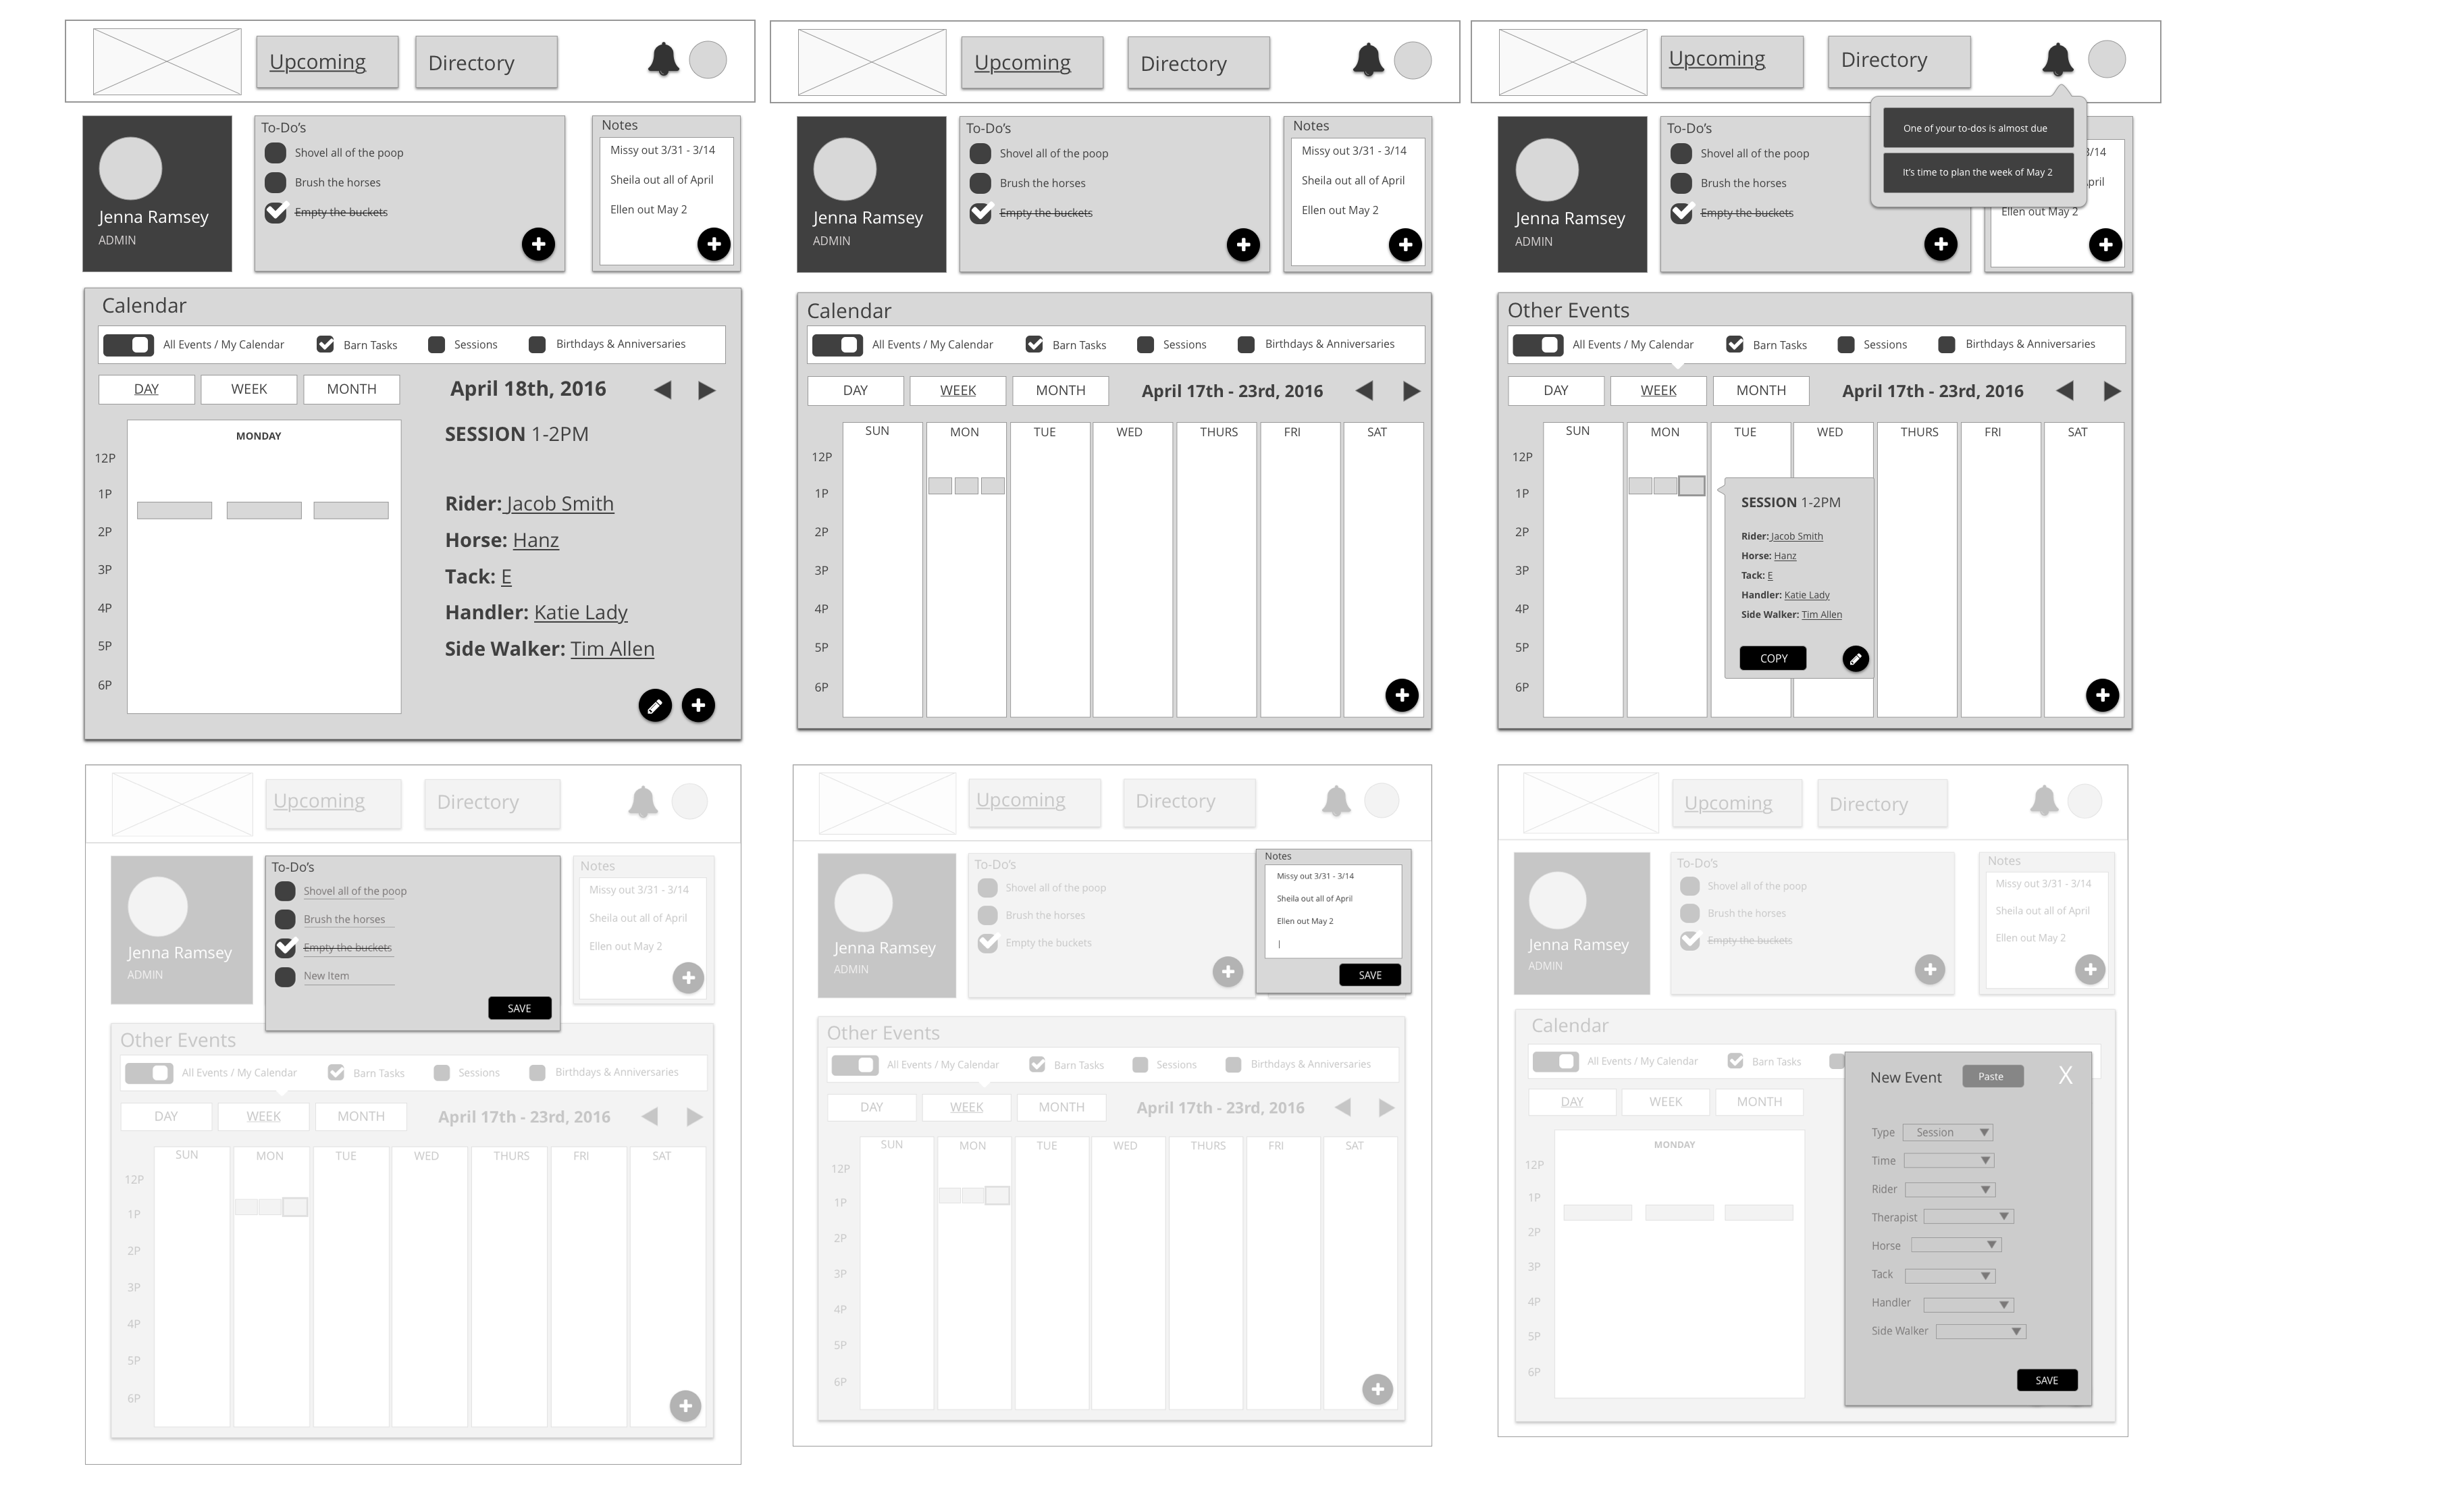 Upcoming
Directory
To-Do's
Shovel all of the poop
Brush the horses
Empty the buckets
Notes
Missy out 3/31 - 3/14
Sheila out all of April
Ellen out May 2
Jenna Ramsey
ADMIN
Calendar
All Events / My Calendar
Barn Tasks
Sessions
Birthdays & Anniversaries
DAY
WEEK
MONTH
April 18th, 2016
MONDAY
12P
1P
2P
3P
4P
5P
6P
SESSION 1-2PM
Rider: Jacob Smith
Horse: Hanz
Tack: E
Handler: Katie Lady
Side Walker: Tim Allen
Upcoming
Directory
Jenna Ramsey
ADMIN
To-Do's
Shovel all of the poop
Brush the horses
Empty the buckets
Notes
Missy out 3/31 - 3/14
Sheila out all of April
Ellen out May 2
Calendar
All Events / My Calendar
Barn Tasks
Sessions
Birthdays & Anniversaries
DAY
WEEK
MONTH
April 17th - 23rd, 2016
SUN
MON
TUE
WED
THURS
FRI
SAT
12P
1P
2P
3P
4P
5P
6P
Upcoming
Directory
One of your to-dos is almost due
It's time to plan the week of May 2
Jenna Ramsey
ADMIN
To-Do's
Shovel all of the poop
Brush the horses
Empty the buckets
3/14
April
Ellen out May 2
Other Events
All Events / My Calendar
Barn Tasks
Sessions
Birthdays & Anniversaries
DAY
WEEK
MONTH
April 17th - 23rd, 2016
SUN
MON
TUE
WED
THURS
FRI
SAT
12P
1P
2P
3P
4P
5P
6P
SESSION 1-2PM
Rider: Jacob Smith
Horse: Hanz
Tack: E
Handler: Katie Lady
Side Walker: Tim Allen
COPY
Upcoming
Directory
Jenna Ramsey
ADMIN
To-Do's
Shovel all of the poop
Brush the horses
Empty the buckets
New Item
SAVE
Notes
Missy out 3/31 - 3/14
Sheila out all of April
Ellen out May 2
Other Events
All Events / My Calendar
Barn Tasks
Sessions
Birthdays & Anniversaries
DAY
WEEK
MONTH
April 17th - 23rd, 2016
SUN
MON
TUE
WED
THURS
FRI
SAT
12P
1P
2P
3P
4P
5P
6P
Upcoming
Directory
Jenna Ramsey
ADMIN
To-Do's
Shovel all of the poop
Brush the horses
Empty the buckets
Notes
Missy out 3/31 - 3/14
Sheila out all of April
Ellen out May 2
SAVE
Other Events
All Events / My Calendar
Barn Tasks
Sessions
Birthdays & Anniversaries
DAY
WEEK
MONTH
April 17th - 23rd, 2016
SUN
MON
TUE
WED
THURS
FRI
SAT
12P
1P
2P
3P
4P
5P
6P
Upcoming
Directory
Jenna Ramsey
ADMIN
To-Do's
Shovel all of the poop
Brush the horses
Empty the buckets
Notes
Missy out 3/31 - 3/14
Sheila out all of April
Ellen out May 2
Calendar
All Events / My Calendar
Barn Tasks
DAY
WEEK
MONTH
MONDAY
12P
1P
2P
3P
4P
5P
6P
New Event
Paste
X
Type
Session
Time
Rider
Therapist
Horse
Tack
Handler
Side Walker
SAVE